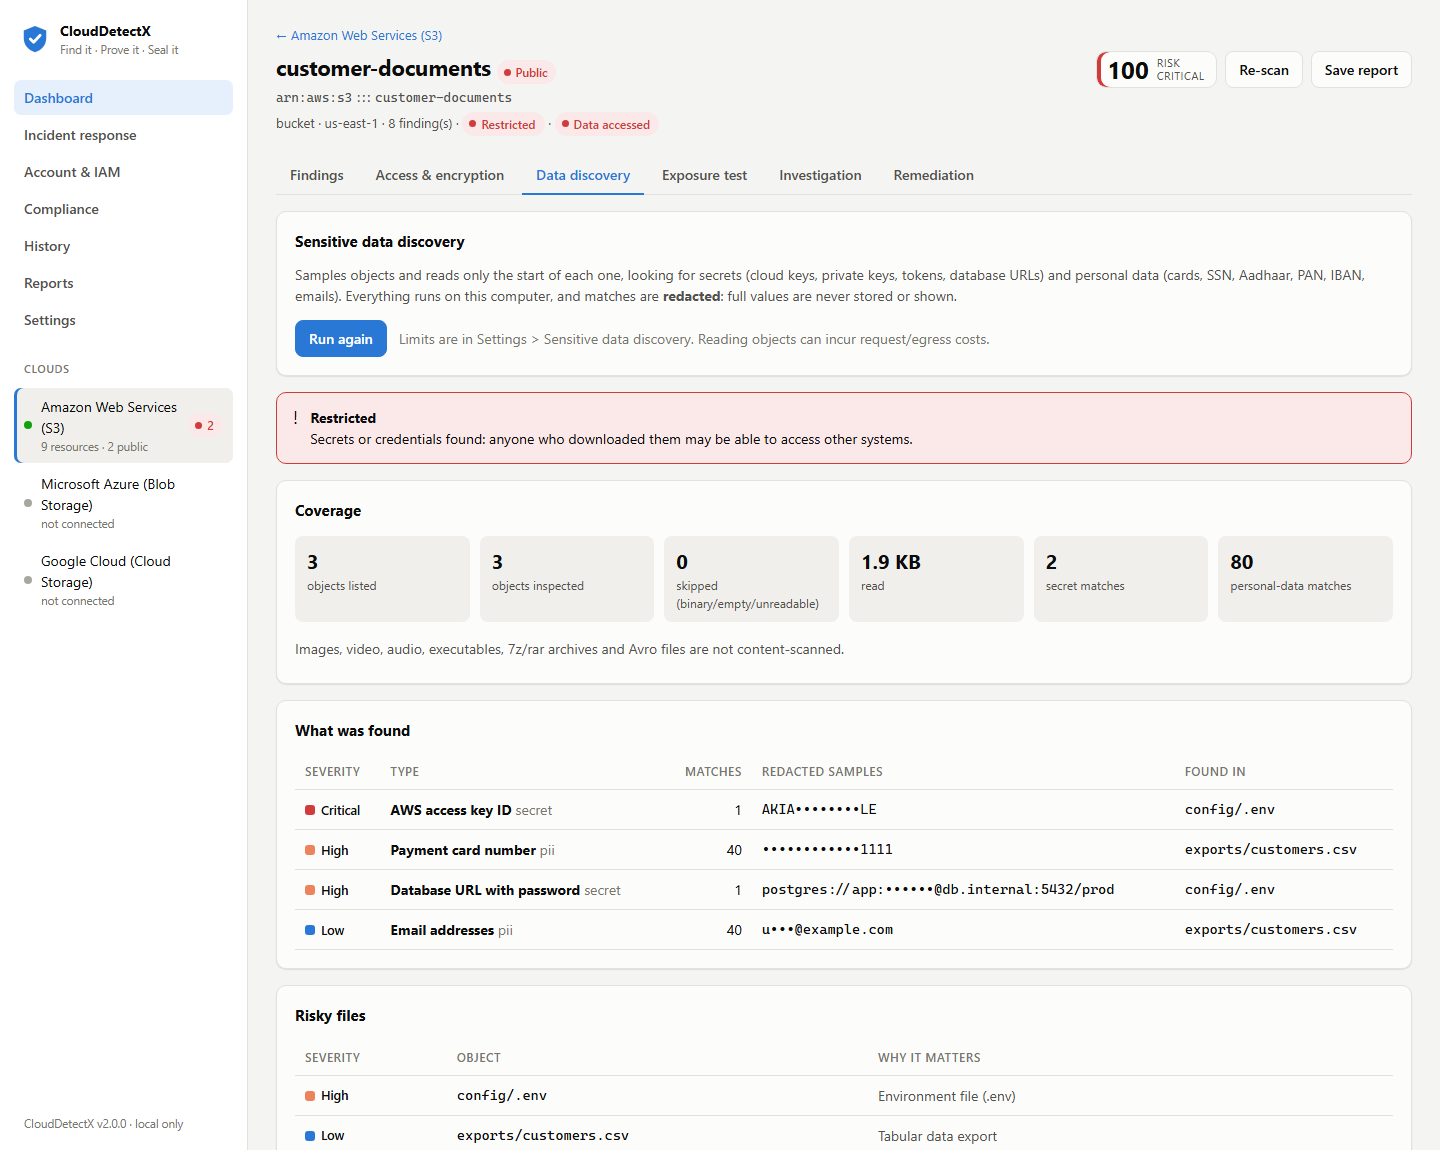 CloudDetectX
Find it · Prove it · Seal it
Dashboard
Incident response
Account & IAM
Compliance
History
Reports
Settings
CLOUDS
Amazon Web Services
(S3)
9 resources · 2 public
2
Microsoft Azure (Blob
Storage)
not connected
Google Cloud (Cloud
Storage)
not connected
CloudDetectX v2.0.0 · local only
← Amazon Web Services (S3)
customer-documents
Public
arn:aws:s3:::customer-documents
bucket · us-east-1 · 8 finding(s) · Restricted · Data accessed
100 RISK
CRITICAL
Re-scan
Save report
Findings
Access & encryption
Data discovery
Exposure test
Investigation
Remediation
Sensitive data discovery
Samples objects and reads only the start of each one, looking for secrets (cloud keys, private keys, tokens, database URLs) and personal data (cards, SSN, Aadhaar, PAN, IBAN,
emails). Everything runs on this computer, and matches are redacted: full values are never stored or shown.
Run again
Limits are in Settings > Sensitive data discovery. Reading objects can incur request/egress costs.
! Restricted
Secrets or credentials found: anyone who downloaded them may be able to access other systems.
Coverage
3
objects listed
3
objects inspected
0
skipped
(binary/empty/unreadable)
1.9 KB
read
2
secret matches
80
personal-data matches
Images, video, audio, executables, 7z/rar archives and Avro files are not content-scanned.
What was found
SEVERITY TYPE MATCHES REDACTED SAMPLES FOUND IN
Critical AWS access key ID secret 1 AKIA••••••••LE config/.env
High Payment card number pii 40 ••••••••••••1111 exports/customers.csv
High Database URL with password secret 1 postgres://app:••••••@db.internal:5432/prod config/.env
Low Email addresses pii 40 u•••@example.com exports/customers.csv
Risky files
SEVERITY OBJECT WHY IT MATTERS
High config/.env Environment file (.env)
Low exports/customers.csv Tabular data export